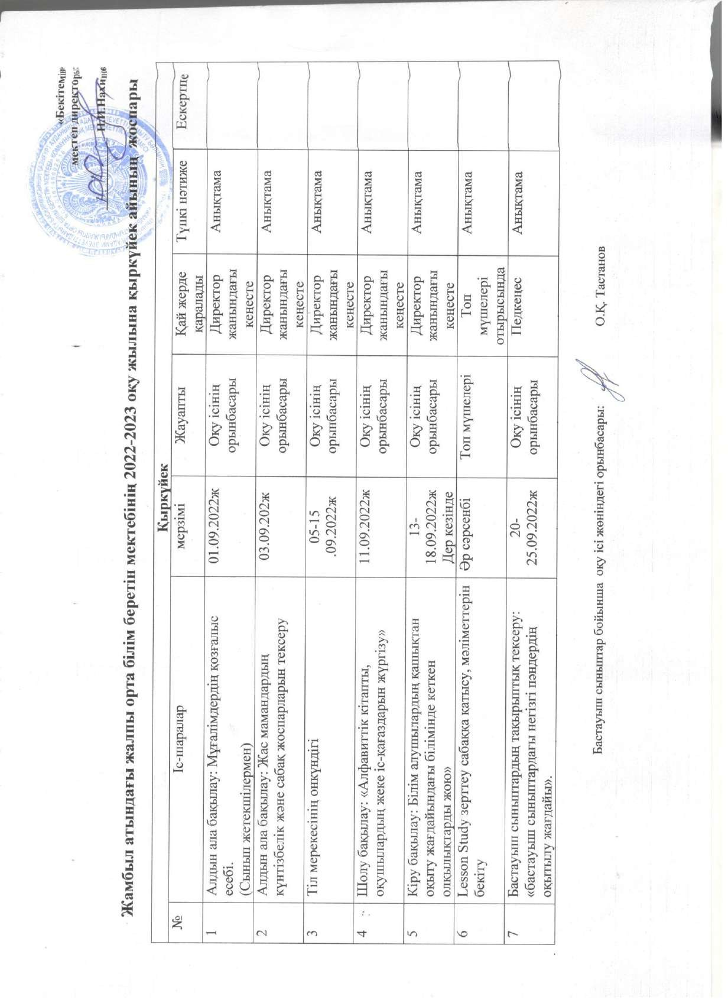 «Бекітемін»
мектеп директоры:
Н.И.Нахипов
Жамбыл атындағы жалпы орта білім беретін мектебінің 2022-2023 оқу жылына қыркүйек айының жоспары
Қыркүйек
№ Іс-шаралар мерзімі Жауапты Қай жерде қаралады Түпкі нәтиже Ескертпе
1 Алдын ала бақылау: Мұғалімдердің қозғалыс есебі. (Сынып жетекшілермен) 01.09.2022ж Оқу ісінің орынбасары Директор жанындағы кеңесте Анықтама
2 Алдын ала бақылау: Жас мамандардың күнтізбелік және сабақ жоспарларын тексеру 03.09.202ж Оқу ісінің орынбасары Директор жанындағы кеңесте Анықтама
3 Тіл мерекесінің онкүндігі 05-15 .09.2022ж Оқу ісінің орынбасары Директор жанындағы кеңесте Анықтама
4 Шолу бақылау: «Алфавиттік кітапты, оқушылардың жеке іс-қағаздарын жүргізу» 11.09.2022ж Оқу ісінің орынбасары Директор жанындағы кеңесте Анықтама
5 Кіру бақылау: Білім алушылардың қашықтан оқыту жағдайындағы білімінде кеткен олқылықтарды жою» 13-18.09.2022ж Дер кезінде Оқу ісінің орынбасары Директор жанындағы кеңесте Анықтама
6 Lesson Study зерттеу сабаққа қатысу, мәліметтерін бекіту Әр сәрсенбі Топ мүшелері Топ мүшелері отырысында Анықтама
7 Бастауыш сыныптардың тақырыптық тексеру: «бастауыш сыныптардағы негізгі пәндердің оқытылу жағдайы». 20-25.09.2022ж Оқу ісінің орынбасары Педкеңес Анықтама
Бастауыш сыныптар бойынша оқу ісі жөніндегі орынбасары: О.Қ. Тастанов